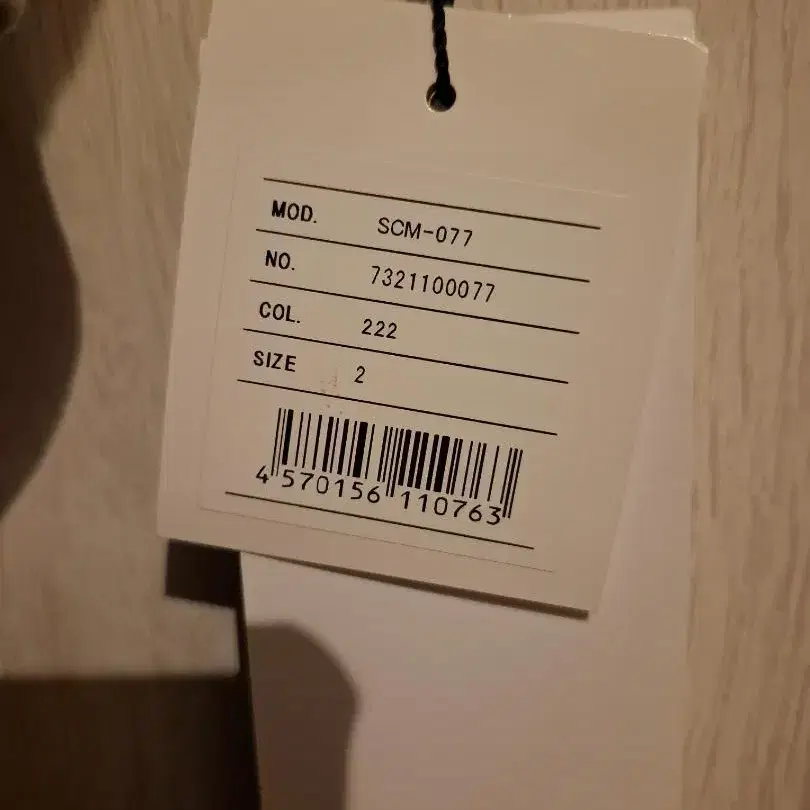 MOD. SCM-077
NO. 7321100077
COL. 222
SIZE 2
4 570156 110763